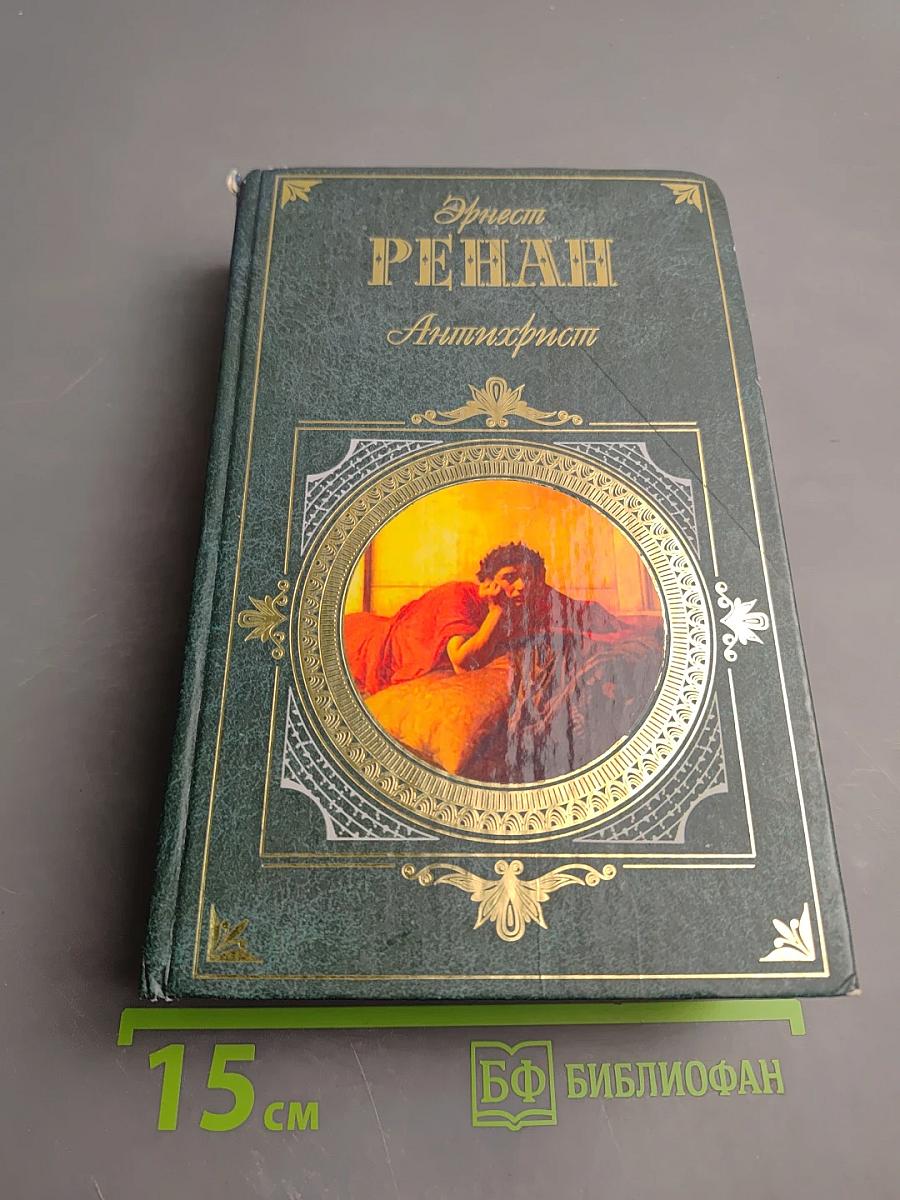 Эрнест
РЕНАН
Антихрист
15 см
БФ БИБЛИОФАН